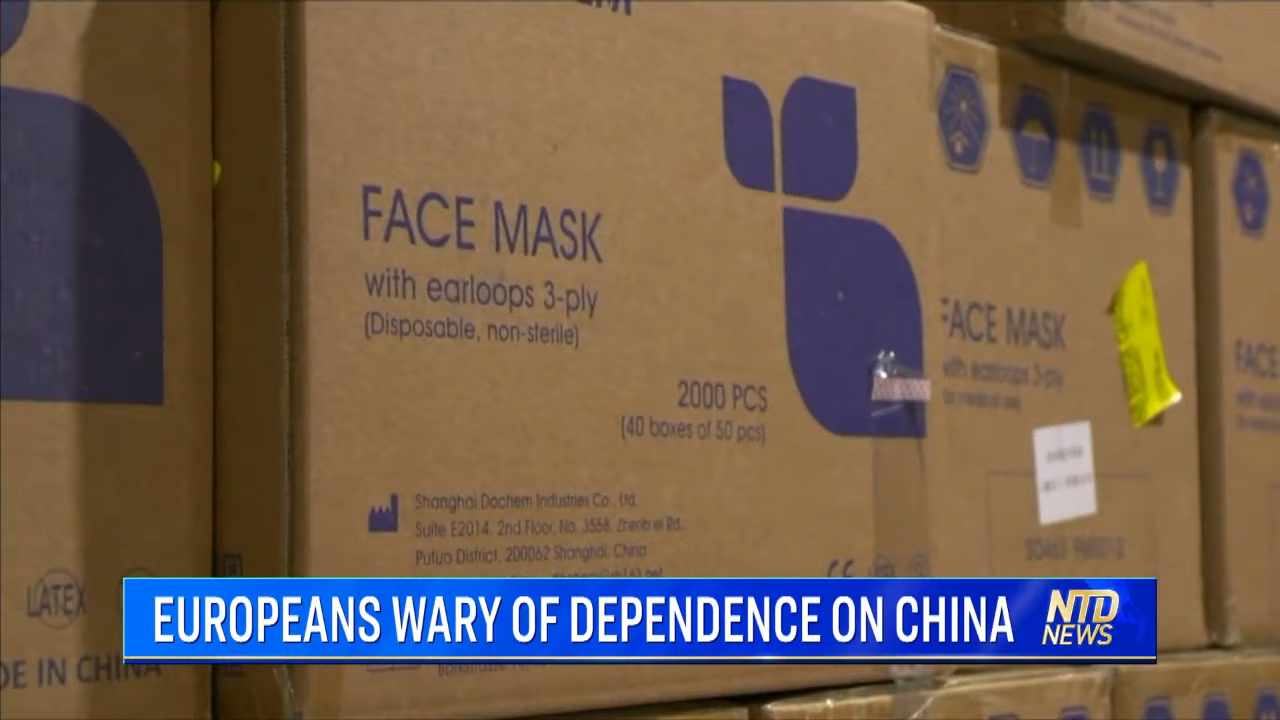 FACE MASK
with earloops 3-ply
(Disposable, non-sterile)
2000 PCS
(40 boxes of 50 pcs)
Shanghai Dochem Industries Co., Ltd.
Suite E2014, 2nd Floor, No. 3558, Zhenbei Rd.,
Putuo District, 200062 Shanghai, China
CE
FACE MASK
with earloops 3-ply
FACE
LATEX
DE IN CHINA
EUROPEANS WARY OF DEPENDENCE ON CHINA
NTD
NEWS